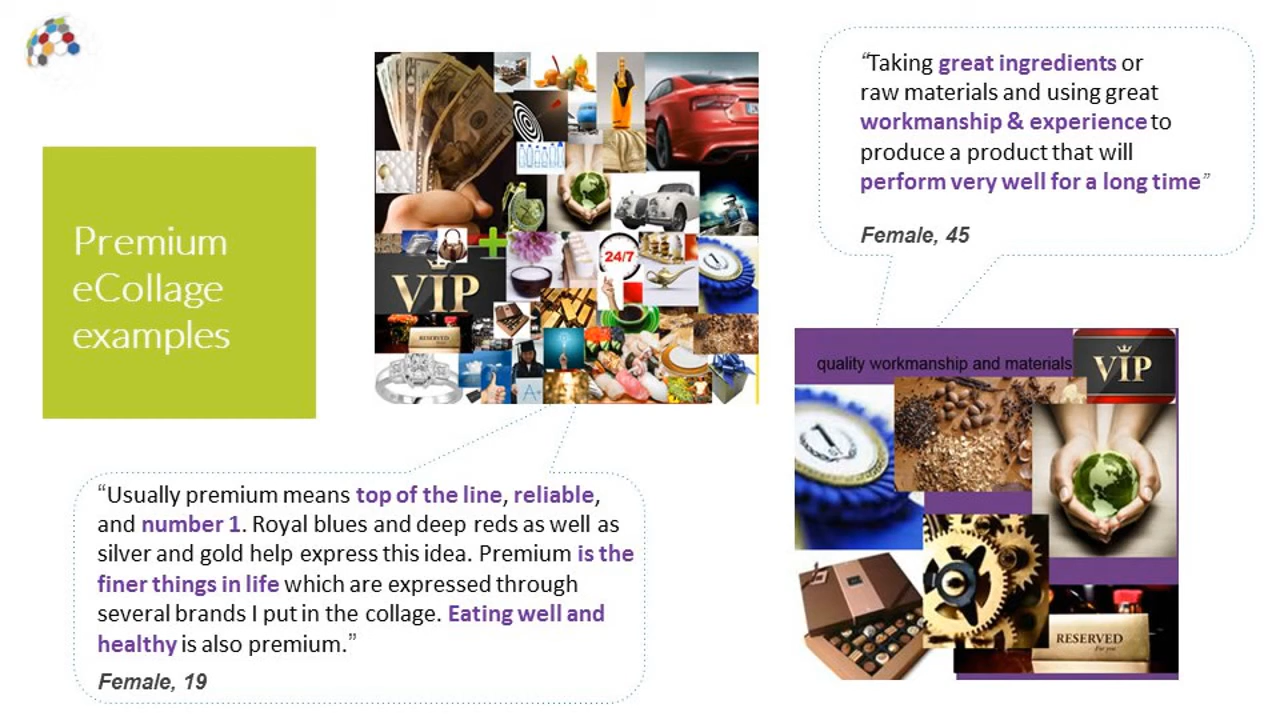 Premium
eCollage
examples
24/7
VIP
RESERVED
A+
“Taking great ingredients or
raw materials and using great
workmanship & experience to
produce a product that will
perform very well for a long time”
Female, 45
quality workmanship and materials
VIP
1
RESERVED
For you
“Usually premium means top of the line, reliable,
and number 1. Royal blues and deep reds as well as
silver and gold help express this idea. Premium is the
finer things in life which are expressed through
several brands I put in the collage. Eating well and
healthy is also premium.”
Female, 19